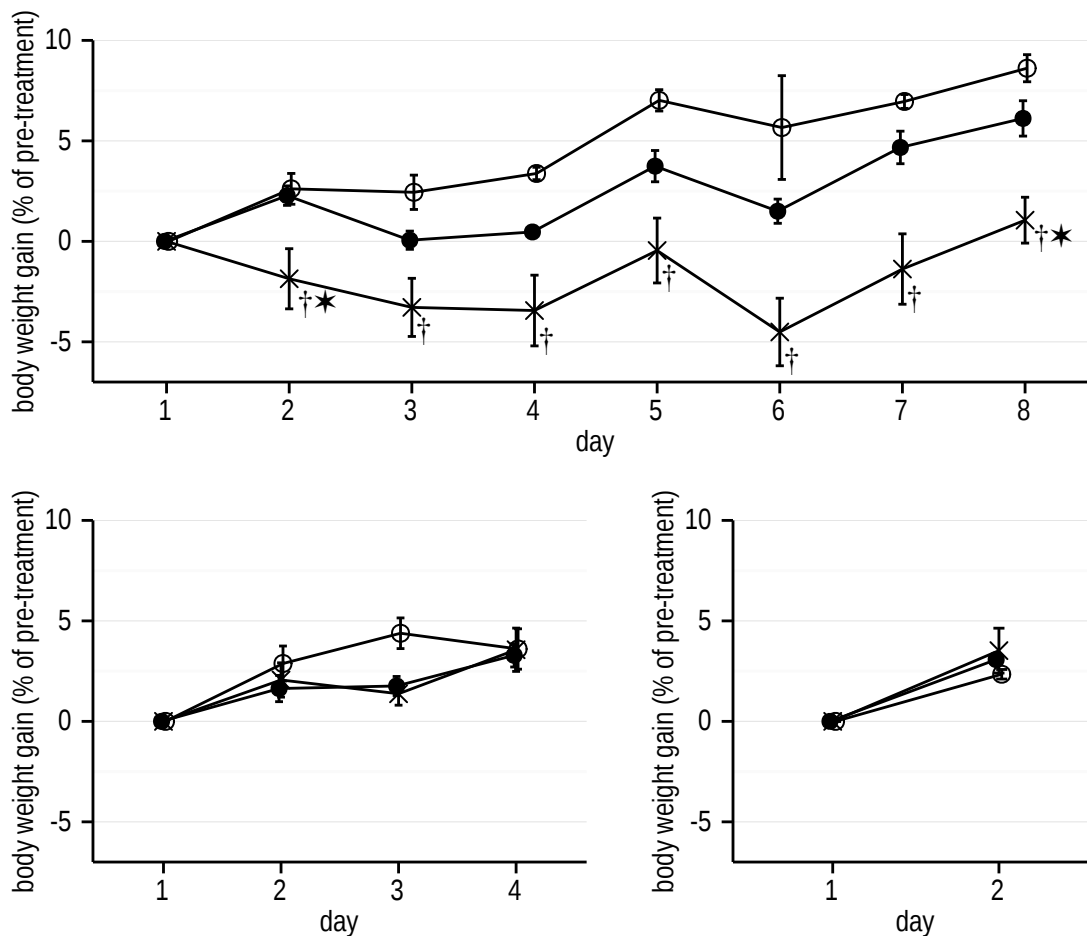 body weight gain (% of pre-treatment)
10
5
0
-5
†✶
†
†
†
†
†
†✶
1 2 3 4 5 6 7 8
day
body weight gain (% of pre-treatment)
10
5
0
-5
1 2 3 4
day
body weight gain (% of pre-treatment)
10
5
0
-5
1 2
day